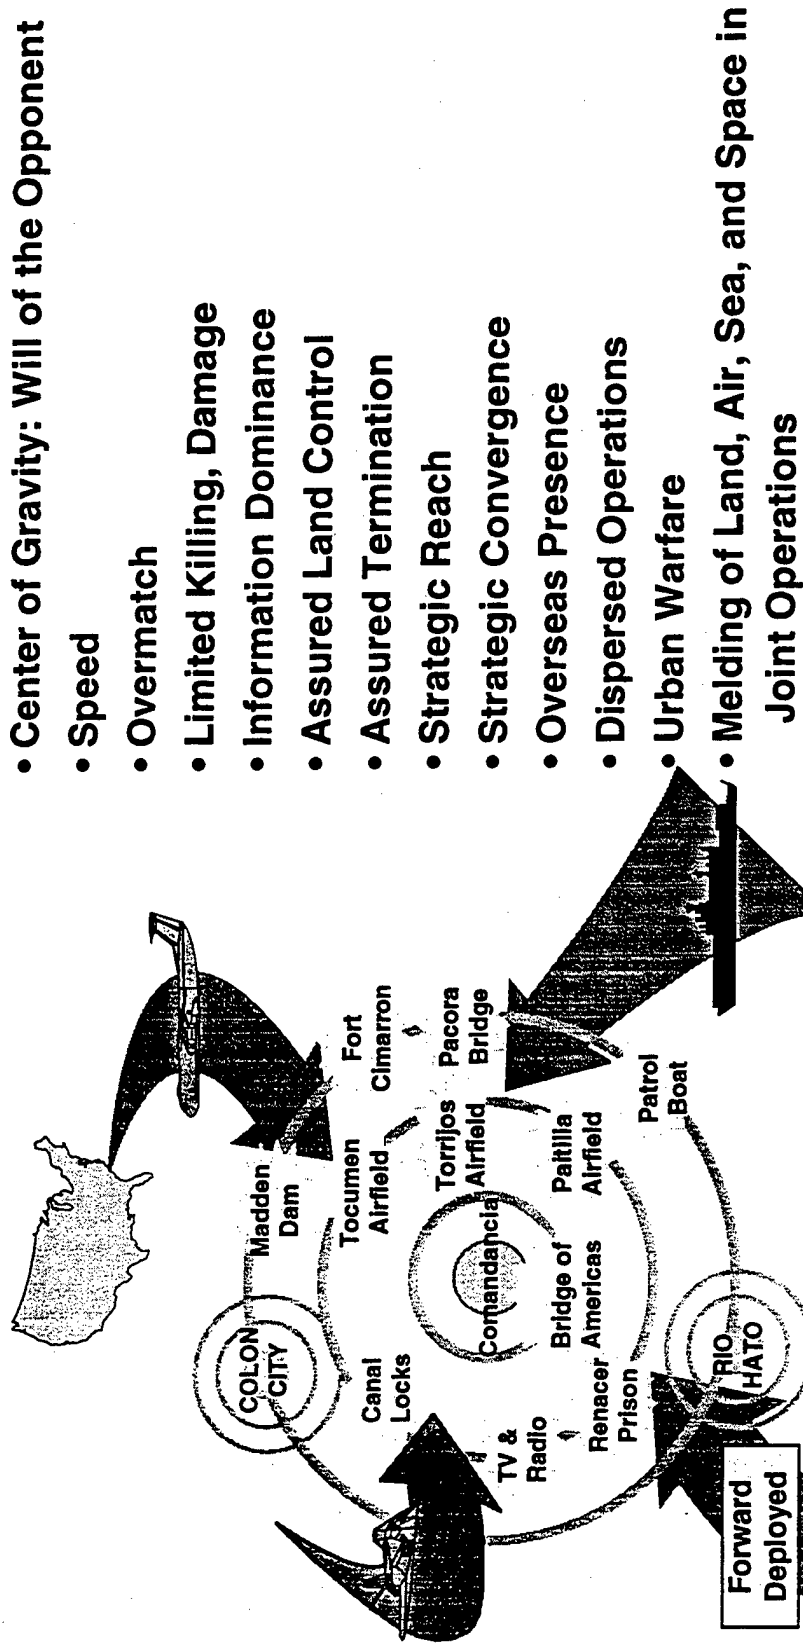 COLON
CITY
Madden
Dam
Canal
Locks
Tocumen
Airfield
Fort
Cimarron
TV &
Radio
Comandancia
Torrijos
Airfield
Pacora
Bridge
Renacer
Prison
Bridge of
Americas
Paitilla
Airfield
Patrol
Boat
RIO
HATO
Forward
Deployed
• Center of Gravity: Will of the Opponent
• Speed
• Overmatch
• Limited Killing, Damage
• Information Dominance
• Assured Land Control
• Assured Termination
• Strategic Reach
• Strategic Convergence
• Overseas Presence
• Dispersed Operations
• Urban Warfare
• Melding of Land, Air, Sea, and Space in
Joint Operations